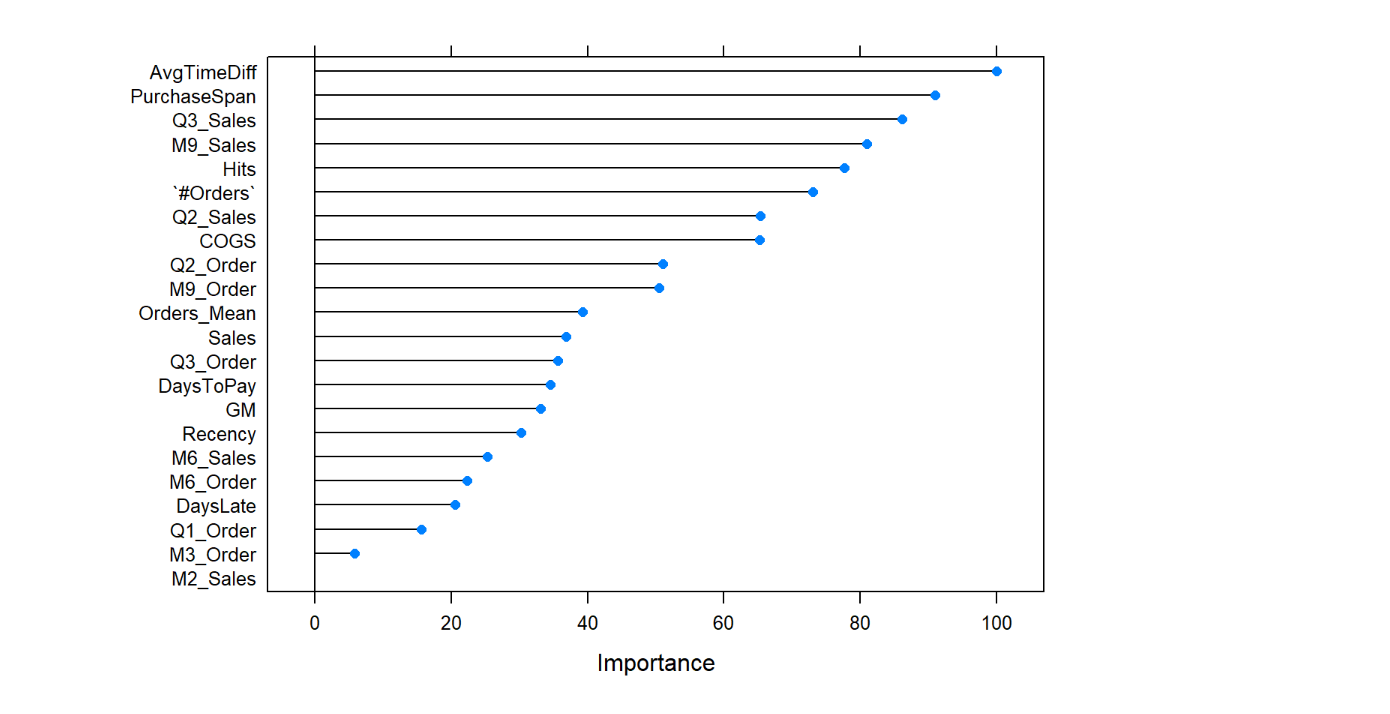 AvgTimeDiff
PurchaseSpan
Q3_Sales
M9_Sales
Hits
`#Orders`
Q2_Sales
COGS
Q2_Order
M9_Order
Orders_Mean
Sales
Q3_Order
DaysToPay
GM
Recency
M6_Sales
M6_Order
DaysLate
Q1_Order
M3_Order
M2_Sales
0 20 40 60 80 100
Importance